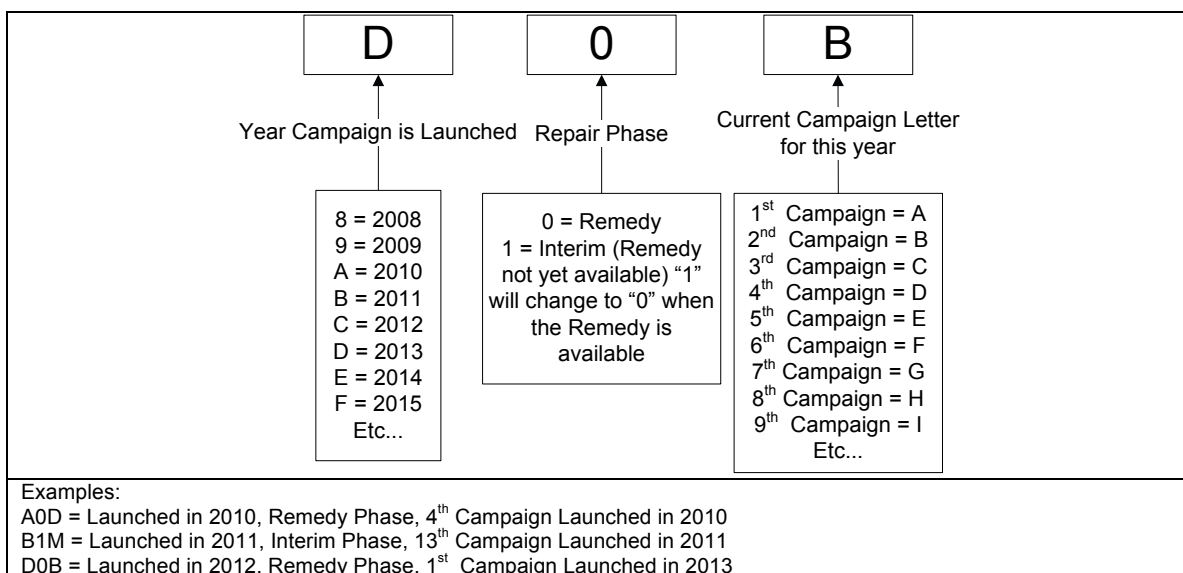 D 0 B
Year Campaign is Launched
Repair Phase
Current Campaign Letter
for this year
8 = 2008
9 = 2009
A = 2010
B = 2011
C = 2012
D = 2013
E = 2014
F = 2015
Etc...
0 = Remedy
1 = Interim (Remedy
not yet available) “1”
will change to “0” when
the Remedy is
available
1st Campaign = A
2nd Campaign = B
3rd Campaign = C
4th Campaign = D
5th Campaign = E
6th Campaign = F
7th Campaign = G
8th Campaign = H
9th Campaign = I
Etc...
Examples:
A0D = Launched in 2010, Remedy Phase, 4th Campaign Launched in 2010
B1M = Launched in 2011, Interim Phase, 13th Campaign Launched in 2011
D0B = Launched in 2012, Remedy Phase, 1st Campaign Launched in 2013